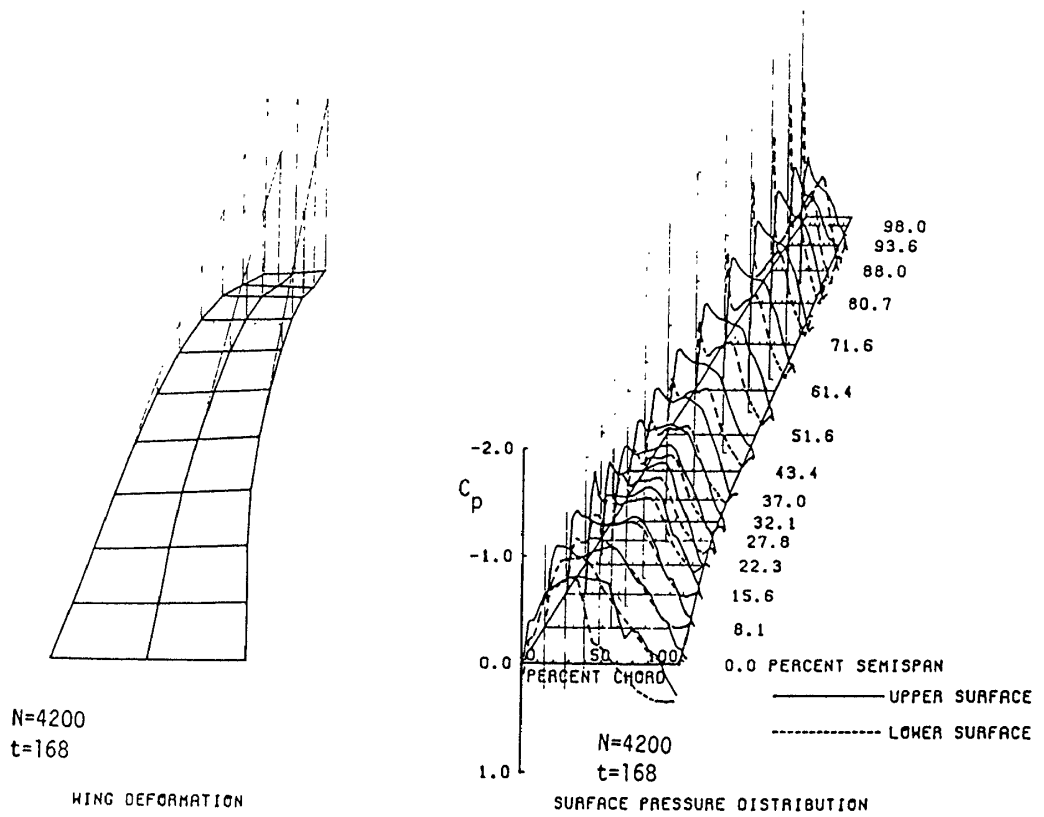 98.0
93.6
88.0
80.7
71.6
61.4
51.6
43.4
37.0
32.1
27.8
22.3
15.6
8.1
0.0 PERCENT SEMISPAN
-2.0
Cp
-1.0
0.0
1.0
0 50 100
PERCENT CHORD
UPPER SURFACE
LOWER SURFACE
N=4200
t=168
WING DEFORMATION
N=4200
t=168
SURFACE PRESSURE DISTRIBUTION